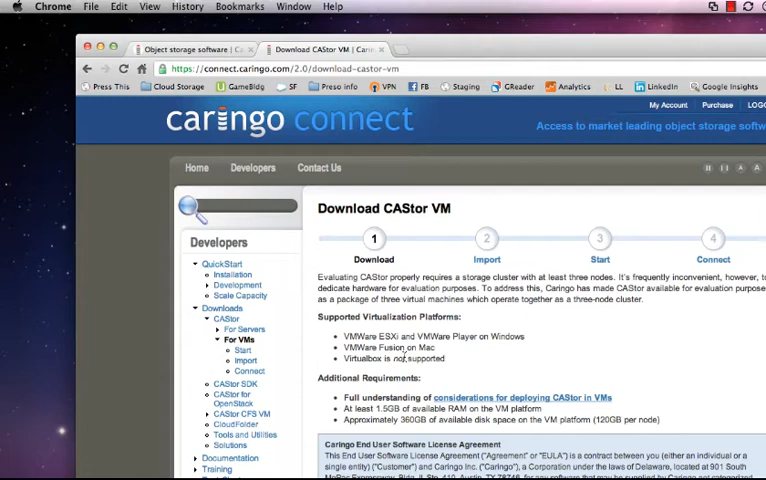 Chrome File Edit View History Bookmarks Window Help
Object storage software | Ca
Download CAStor VM | Carin
https://connect.caringo.com/2.0/download-castor-vm
Press This Cloud Storage GameBldg SF Preso info VPN FB Staging GReader Analytics LL LinkedIn Google Insights
My Account Purchase LOGO
caringo connect
Access to market leading object storage softw
Home Developers Contact Us
Download CAStor VM
1 2 3 4
Download Import Start Connect
Developers
QuickStart
Installation
Development
Scale Capacity
Downloads
CAStor
For Servers
For VMs
Start
Import
Connect
CAStor SDK
CAStor for
OpenStack
CAStor CFS VM
CloudFolder
Tools and Utilities
Solutions
Documentation
Training
Evaluating CAStor properly requires a storage cluster with at least three nodes. It's frequently inconvenient, however, to
dedicate hardware for evaluation purposes. To address this, Caringo has made CAStor available for evaluation purpose
as a package of three virtual machines which operate together as a three-node cluster.
Supported Virtualization Platforms:
VMWare ESXi and VMWare Player on Windows
VMWare Fusion on Mac
Virtualbox is not supported
Additional Requirements:
Full understanding of considerations for deploying CAStor in VMs
At least 1.5GB of available RAM on the VM platform
Approximately 360GB of available disk space on the VM platform (120GB per node)
Caringo End User Software License Agreement
This End User Software License Agreement ("Agreement" or "EULA") is a contract between you (either an individual or a
single entity) ("Customer") and Caringo Inc. ("Caringo"), a Corporation under the laws of Delaware, located at 901 South